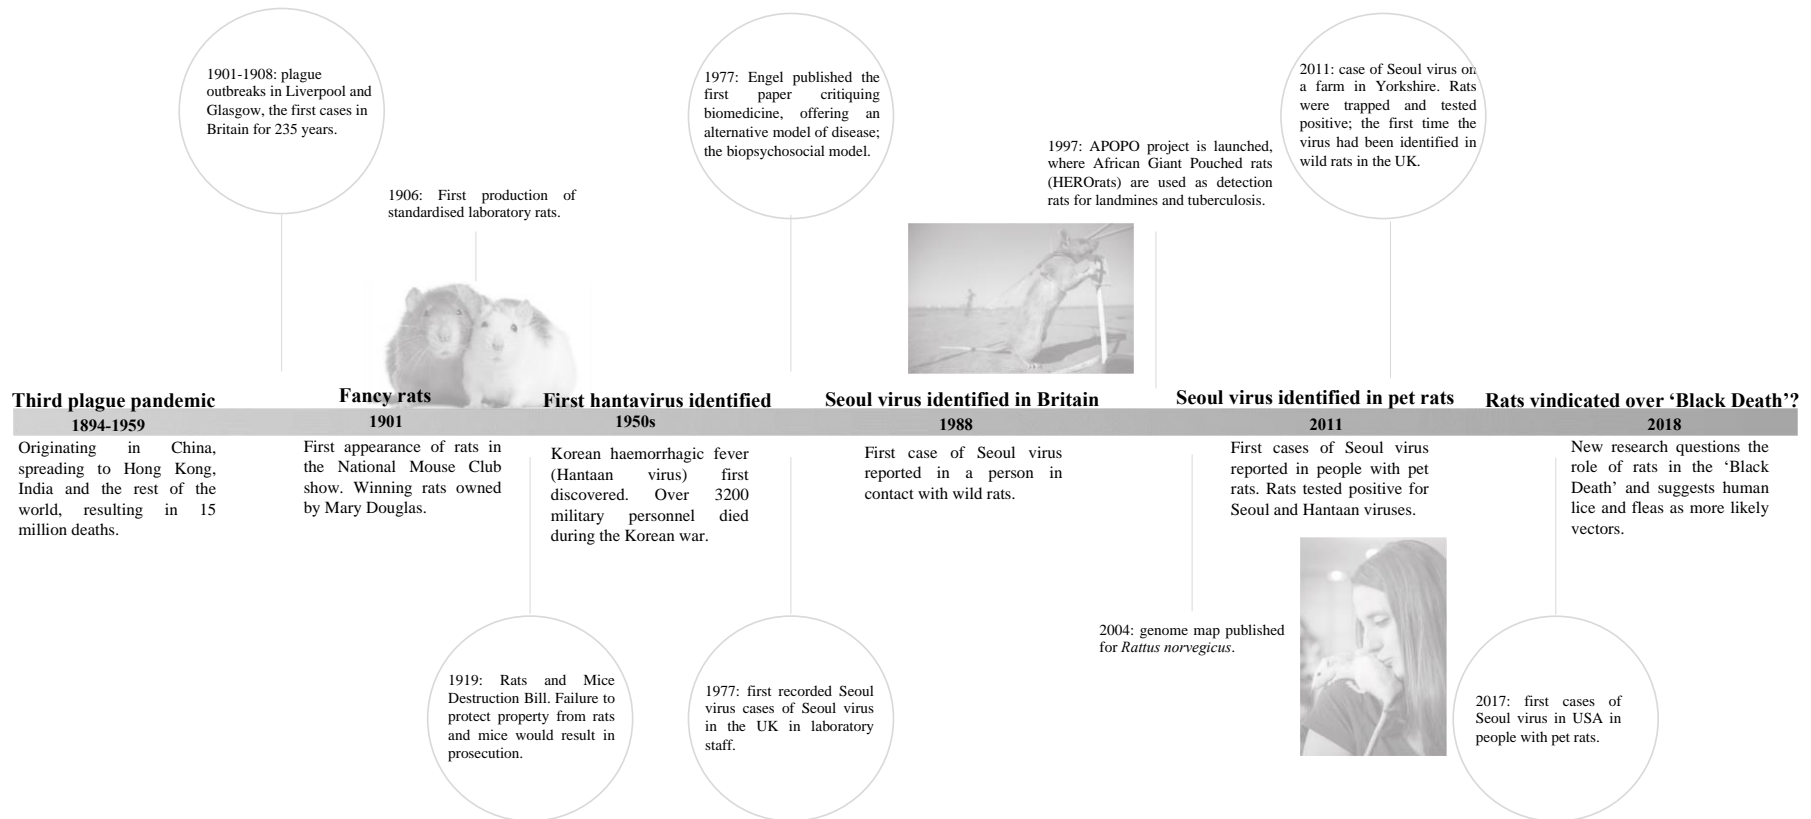 1901-1908: plague
outbreaks in Liverpool and
Glasgow, the first cases in
Britain for 235 years.
1906: First production of
standardised laboratory rats.
1977: Engel published the
first paper critiquing
biomedicine, offering an
alternative model of disease;
the biopsychosocial model.
1997: APOPO project is launched,
where African Giant Pouched rats
(HEROrats) are used as detection
rats for landmines and tuberculosis.
2011: case of Seoul virus on
a farm in Yorkshire. Rats
were trapped and tested
positive; the first time the
virus had been identified in
wild rats in the UK.
Third plague pandemic
1894-1959
Originating in China,
spreading to Hong Kong,
India and the rest of the
world, resulting in 15
million deaths.
Fancy rats
1901
First appearance of rats in
the National Mouse Club
show. Winning rats owned
by Mary Douglas.
First hantavirus identified
1950s
Korean haemorrhagic fever
(Hantaan virus) first
discovered. Over 3200
military personnel died
during the Korean war.
Seoul virus identified in Britain
1988
First case of Seoul virus
reported in a person in
contact with wild rats.
Seoul virus identified in pet rats
2011
First cases of Seoul virus
reported in people with pet
rats. Rats tested positive for
Seoul and Hantaan viruses.
Rats vindicated over ‘Black Death’?
2018
New research questions the
role of rats in the ‘Black
Death’ and suggests human
lice and fleas as more likely
vectors.
1919: Rats and Mice
Destruction Bill. Failure to
protect property from rats
and mice would result in
prosecution.
1977: first recorded Seoul
virus cases of Seoul virus
in the UK in laboratory
staff.
2004: genome map published
for Rattus norvegicus.
2017: first cases of
Seoul virus in USA in
people with pet rats.